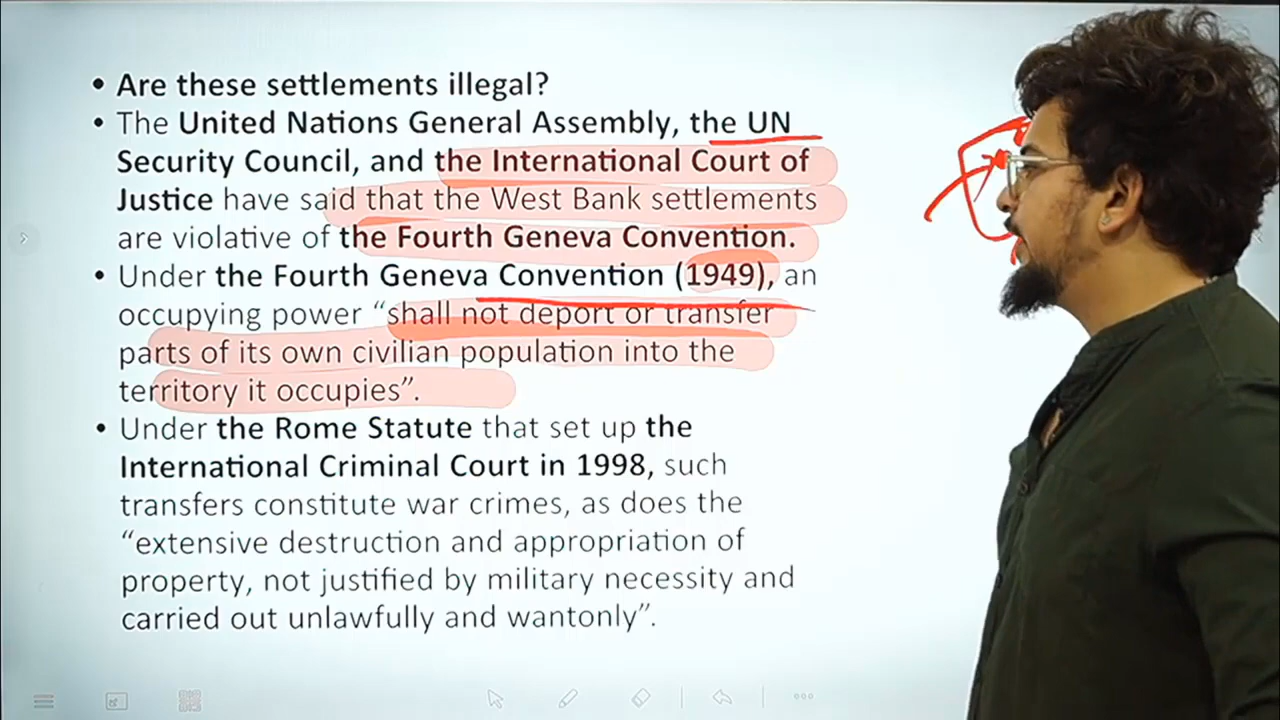 • Are these settlements illegal?
• The United Nations General Assembly, the UN
Security Council, and the International Court of
Justice have said that the West Bank settlements
are violative of the Fourth Geneva Convention.
• Under the Fourth Geneva Convention (1949), an
occupying power “shall not deport or transfer
parts of its own civilian population into the
territory it occupies”.
• Under the Rome Statute that set up the
International Criminal Court in 1998, such
transfers constitute war crimes, as does the
“extensive destruction and appropriation of
property, not justified by military necessity and
carried out unlawfully and wantonly”.